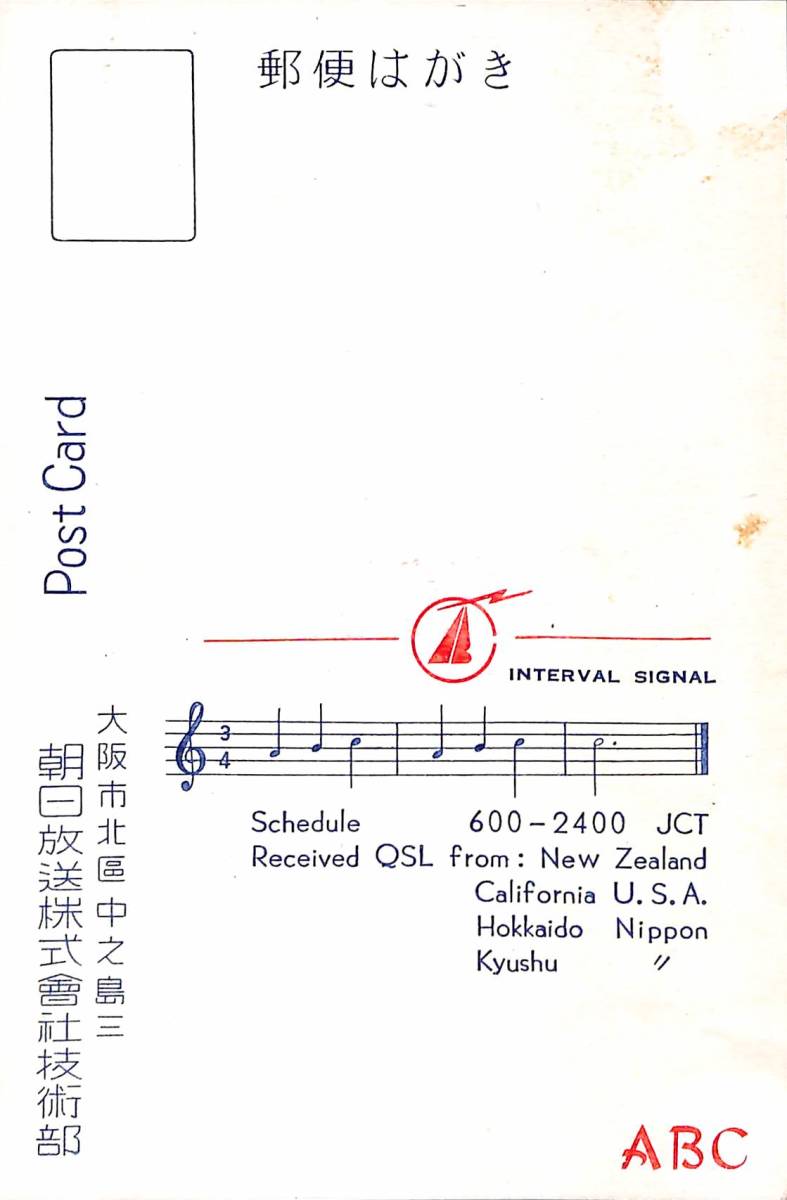 郵便はがき
Post Card
INTERVAL SIGNAL
3
4
Schedule 600-2400 JCT
Received QSL from: New Zealand
California U.S.A.
Hokkaido Nippon
Kyushu 〃
大阪市北區中之島三
朝日放送株式會社技術部
ABC